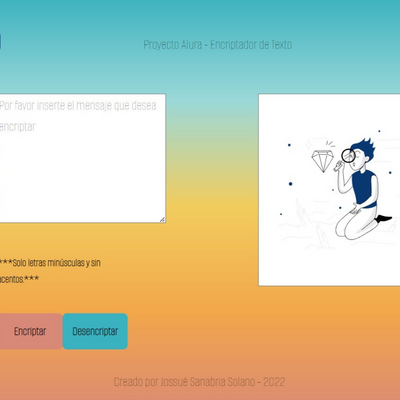 Proyecto Alura - Encriptador de Texto
Por favor inserte el mensaje que desea
encriptar
***Solo letras minúsculas y sin
acentos.***
Encriptar
Desencriptar
Creado por Jossué Sanabria Solano - 2022